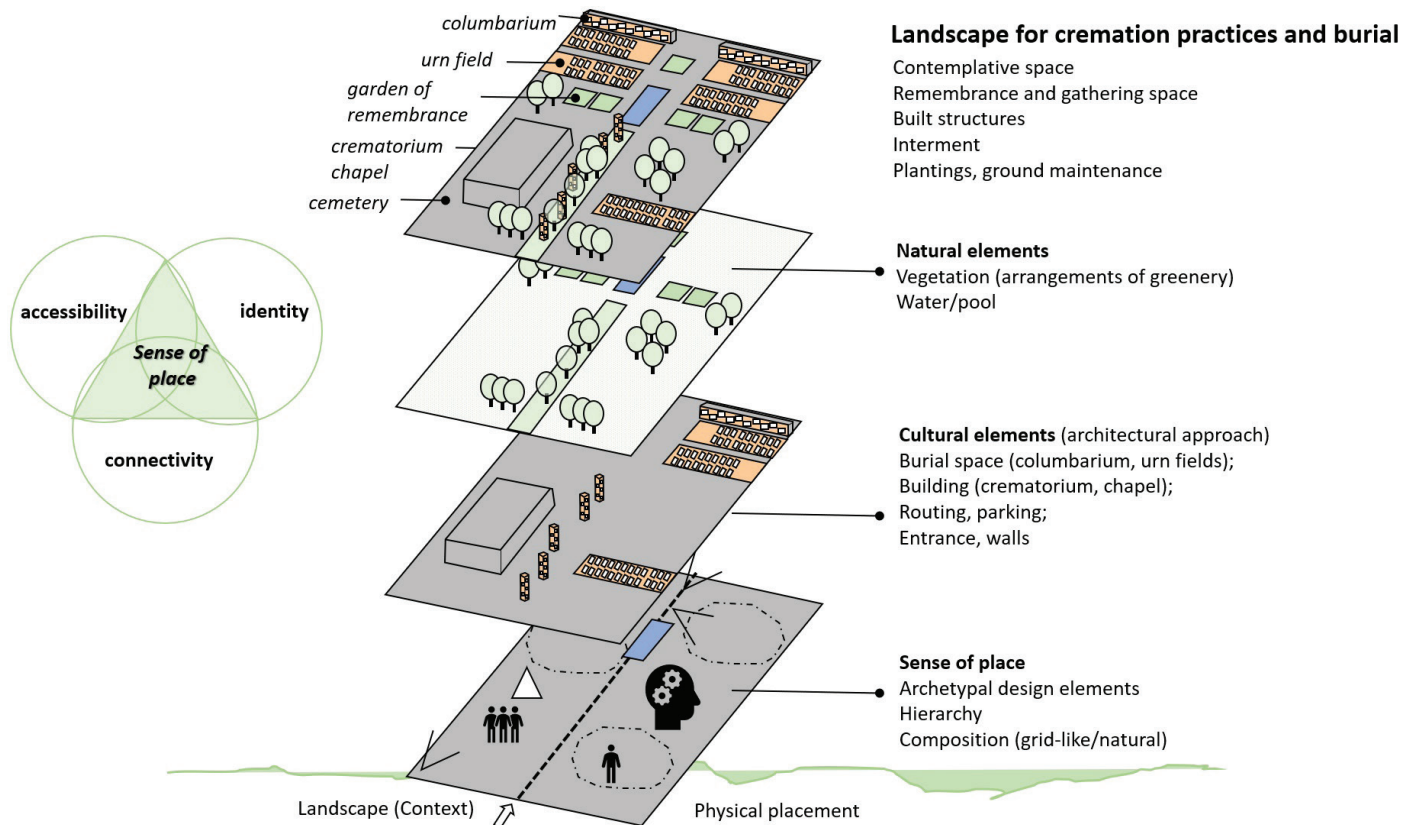 columbarium
urn field
garden of
remembrance
crematorium
chapel
cemetery
Landscape for cremation practices and burial
Contemplative space
Remembrance and gathering space
Built structures
Interment
Plantings, ground maintenance
Natural elements
Vegetation (arrangements of greenery)
Water/pool
accessibility
identity
Sense of
place
connectivity
Cultural elements (architectural approach)
Burial space (columbarium, urn fields);
Building (crematorium, chapel);
Routing, parking;
Entrance, walls
Sense of place
Archetypal design elements
Hierarchy
Composition (grid-like/natural)
Landscape (Context)
Physical placement